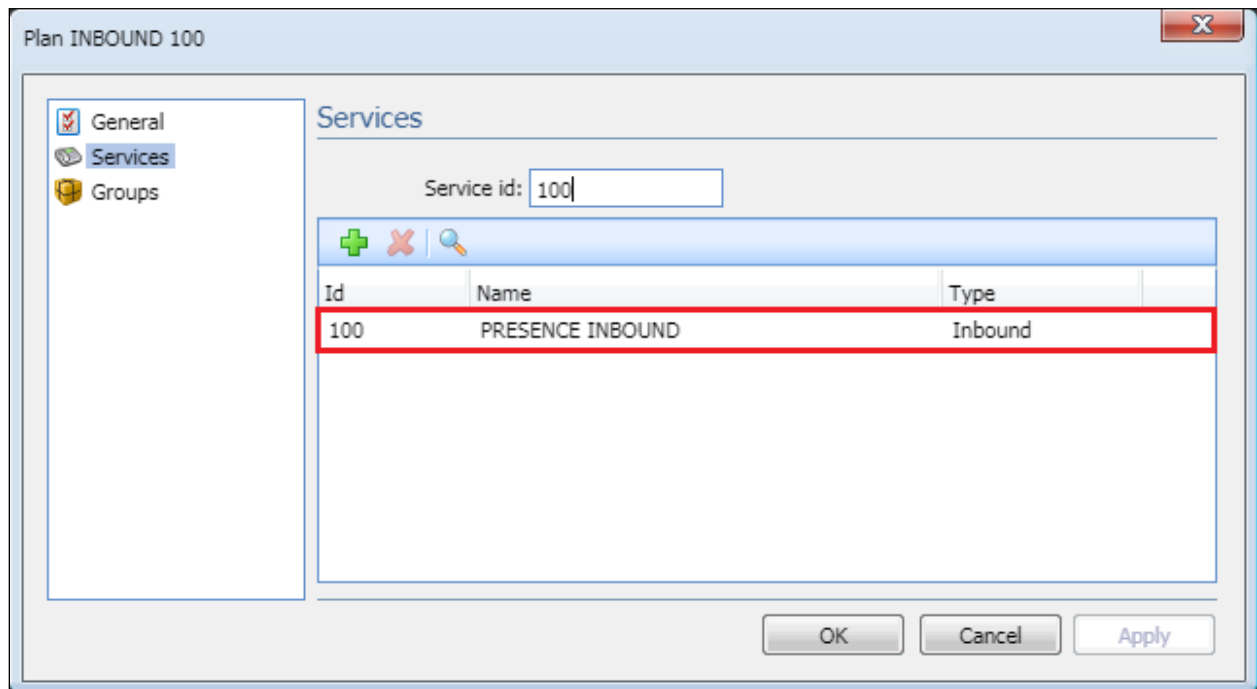 Plan INBOUND 100
General
Services
Groups
Services
Service id: 100
Id Name Type
100 PRESENCE INBOUND Inbound
OK Cancel Apply